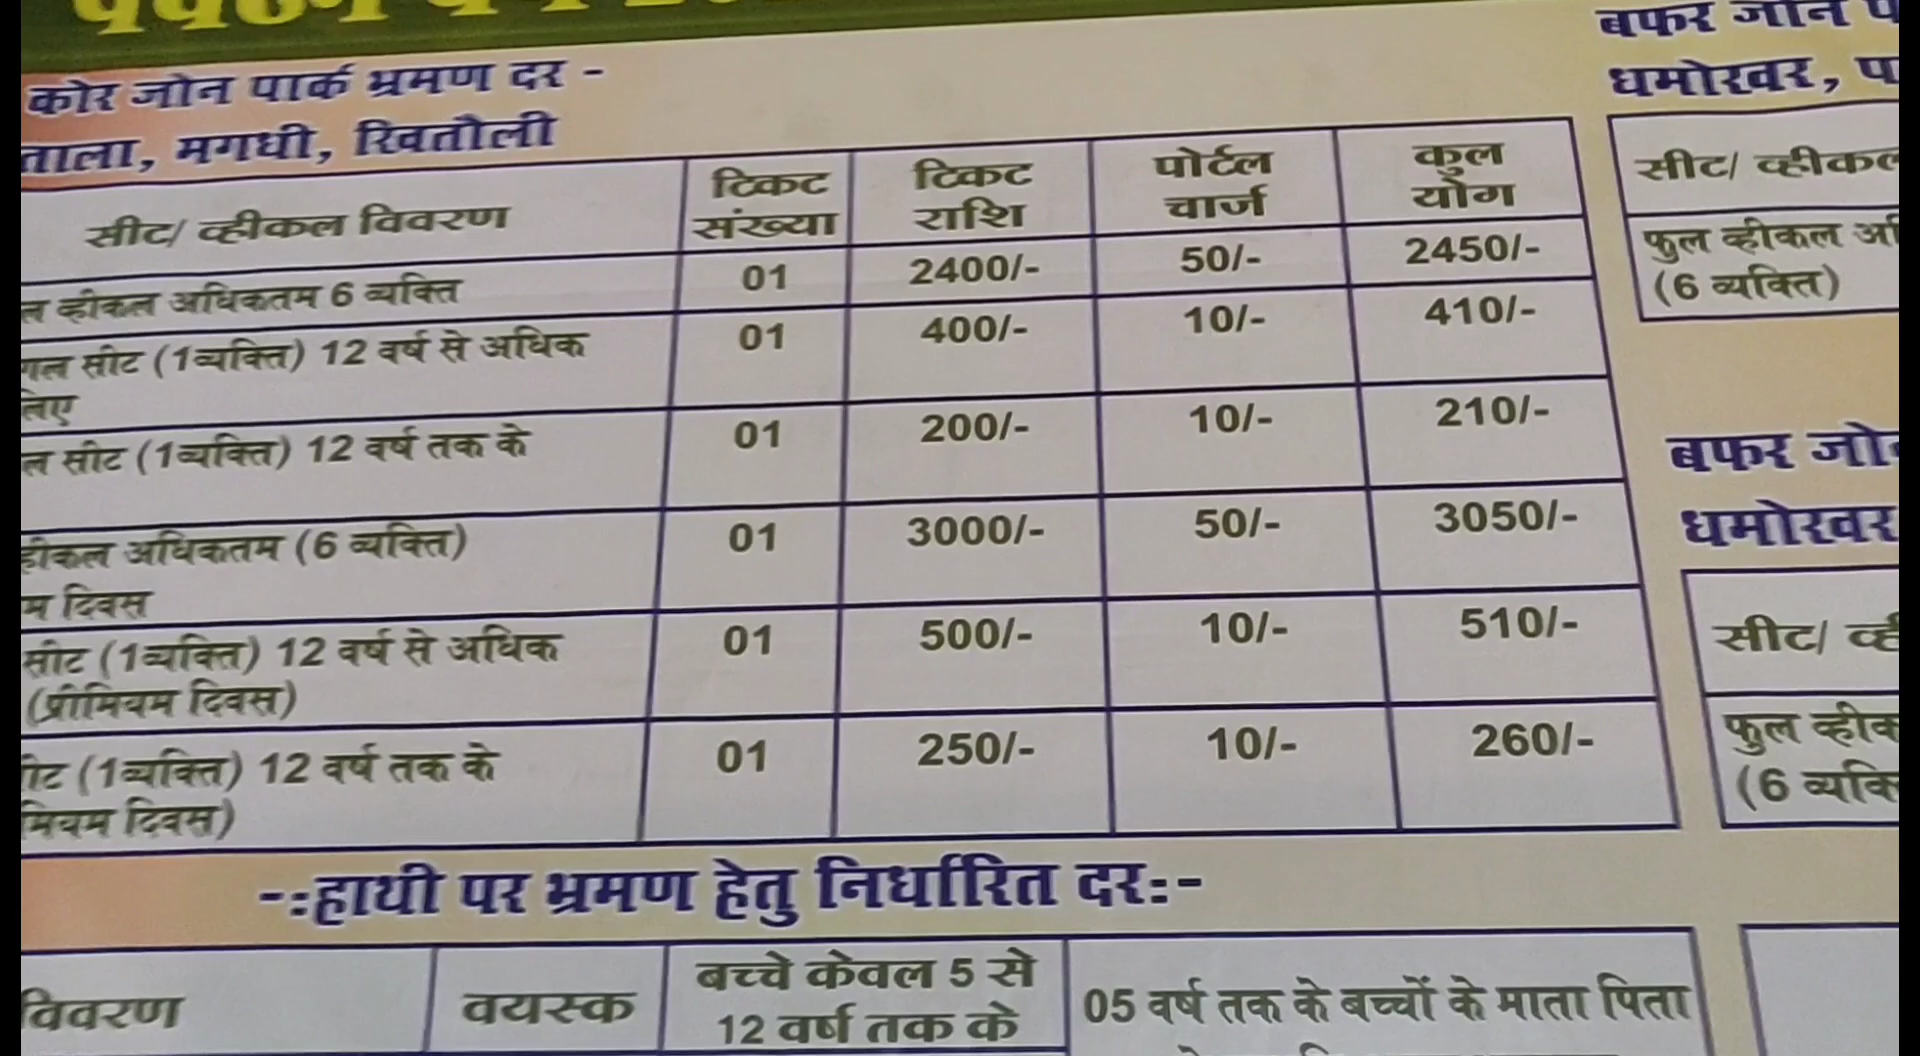 कोर जोन पार्क भ्रमण दर -
ताला, मगधी, खितौली
सीट/ व्हीकल विवरण टिकट संख्या टिकट राशि पोर्टल चार्ज कुल योग
व्हीकल अधिकतम 6 व्यक्ति 01 2400/- 50/- 2450/-
सीट (1व्यक्ति) 12 वर्ष से अधिक 01 400/- 10/- 410/-
सीट (1व्यक्ति) 12 वर्ष तक के 01 200/- 10/- 210/-
अधिकतम (6 व्यक्ति) 01 3000/- 50/- 3050/-
दिवस
सीट (1व्यक्ति) 12 वर्ष से अधिक 01 500/- 10/- 510/-
(प्रीमियम दिवस)
(1व्यक्ति) 12 वर्ष तक के 01 250/- 10/- 260/-
दिवस)
-:हाथी पर भ्रमण हेतु निर्धारित दर:-
विवरण वयस्क बच्चे केवल 5 से 05 वर्ष तक के बच्चों के माता पिता
12 वर्ष तक के
बफर जोन
धमोखर,
सीट/ व्हीकल
फुल व्हीकल
(6 व्यक्ति)
बफर
धमोखर
सीट/
फुल
(6